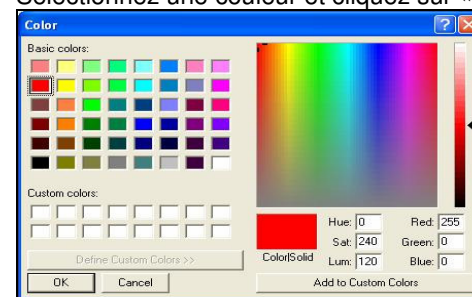 Sélectionnez une couleur et cliquez sur «
Color
Basic colors:
Custom colors:
Define Custom Colors >>
OK Cancel
Color|Solid
Hue: 0 Red: 255
Sat: 240 Green: 0
Lum: 120 Blue: 0
Add to Custom Colors